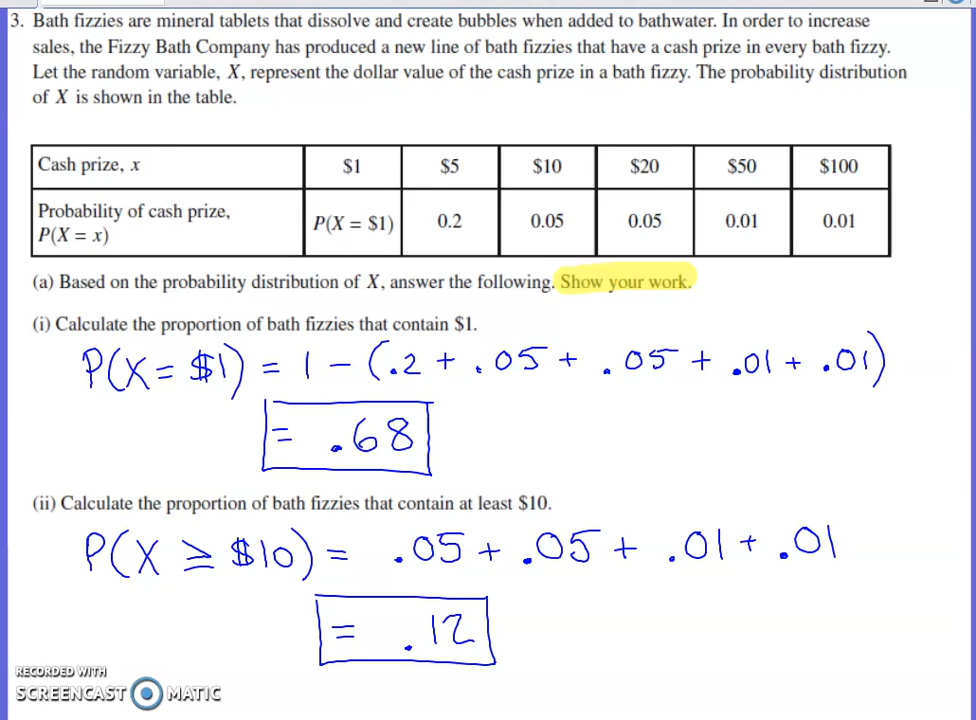 3. Bath fizzies are mineral tablets that dissolve and create bubbles when added to bathwater. In order to increase
sales, the Fizzy Bath Company has produced a new line of bath fizzies that have a cash prize in every bath fizzy.
Let the random variable, X, represent the dollar value of the cash prize in a bath fizzy. The probability distribution
of X is shown in the table.
Cash prize, x $1 $5 $10 $20 $50 $100
Probability of cash prize,
P(X = x) P(X = $1) 0.2 0.05 0.05 0.01 0.01
(a) Based on the probability distribution of X, answer the following. Show your work.
(i) Calculate the proportion of bath fizzies that contain $1.
P(X = $1) = 1 - (.2 + .05 + .05 + .01 + .01)
= .68
(ii) Calculate the proportion of bath fizzies that contain at least $10.
P(X ≥ $10) = .05 + .05 + .01 + .01
= .12
RECORDED WITH
SCREENCAST MATIC